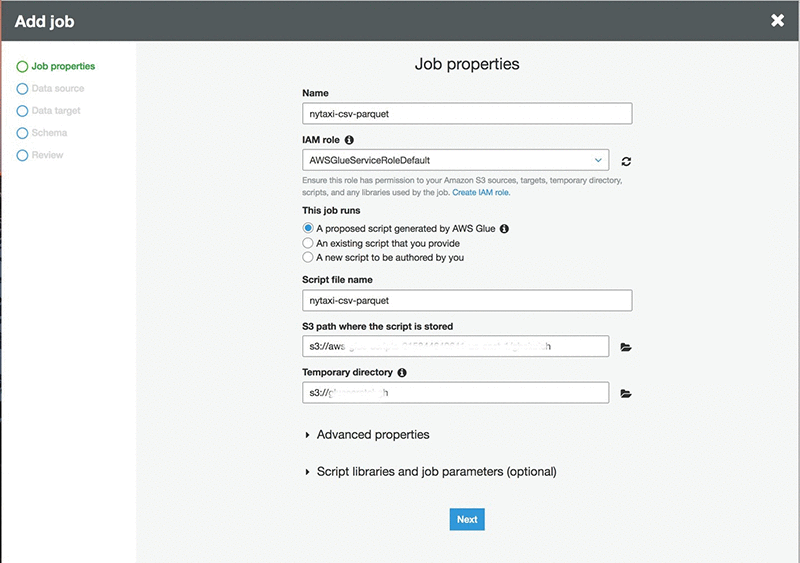 Add job
Job properties
Data source
Data target
Schema
Review
Job properties
Name
nytaxi-csv-parquet
IAM role
AWSGlueServiceRoleDefault
Ensure this role has permission to your Amazon S3 sources, targets, temporary directory,
scripts, and any libraries used by the job. Create IAM role.
This job runs
A proposed script generated by AWS Glue
An existing script that you provide
A new script to be authored by you
Script file name
nytaxi-csv-parquet
S3 path where the script is stored
s3://aws
Temporary directory
s3://
Advanced properties
Script libraries and job parameters (optional)
Next